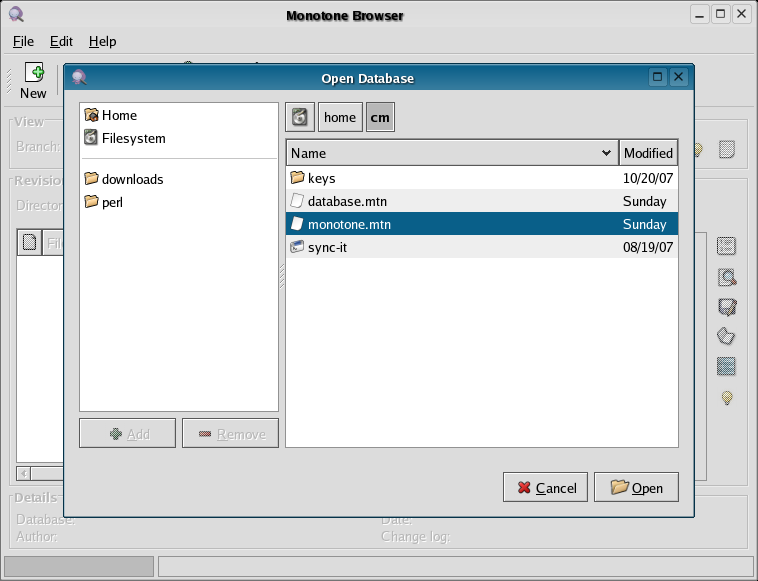 Monotone Browser
File Edit Help
New
Open Database
View
Branch:
Revision
Director
Fil
Home
Filesystem
downloads
perl
Add Remove
home cm
Name Modified
keys 10/20/07
database.mtn Sunday
monotone.mtn Sunday
sync-it 08/19/07
Cancel Open
Details
Database: Date:
Author: Change log: